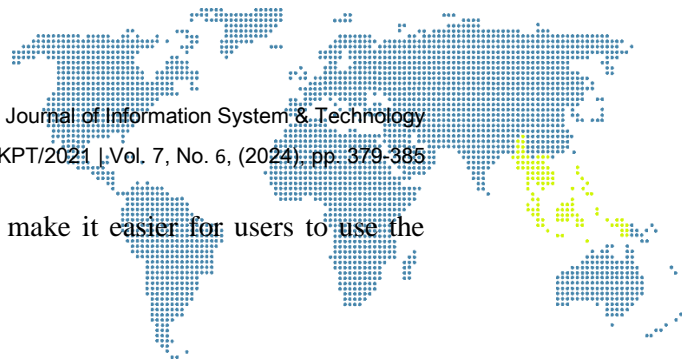 Journal of Information System & Technology
KPT/2021 | Vol. 7, No. 6, (2024), pp. 379-385
make it easier for users to use the